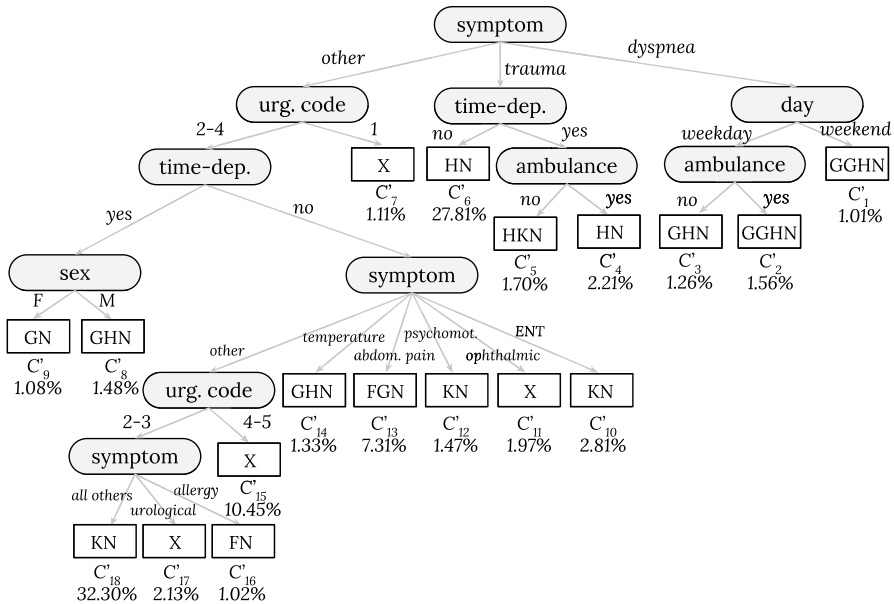 symptom
other
trauma
dyspnea
urg. code
time-dep.
day
2-4
1
no
yes
weekday
weekend
time-dep.
X
HN
ambulance
ambulance
GGHN
C'7
1.11%
C'6
27.81%
no
yes
no
yes
C'1
1.01%
yes
no
HKN
HN
GHN
GGHN
C'5
1.70%
C'4
2.21%
C'3
1.26%
C'2
1.56%
sex
symptom
F
M
GN
GHN
C'9
1.08%
C'8
1.48%
other
temperature
abdom. pain
psychomot.
ophthalmic
ENT
urg. code
GHN
FGN
KN
X
KN
C'14
1.33%
C'13
7.31%
C'12
1.47%
C'11
1.97%
C'10
2.81%
2-3
4-5
symptom
X
C'15
10.45%
all others
urological
allergy
KN
X
FN
C'18
32.30%
C'17
2.13%
C'16
1.02%